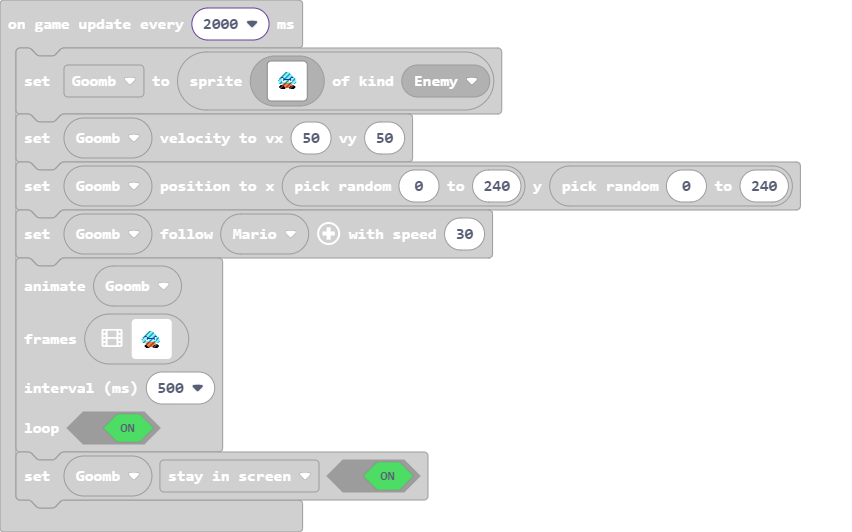 on game update every 2000 ms
set Goomb to sprite of kind Enemy
set Goomb velocity to vx 50 vy 50
set Goomb position to x pick random 0 to 240 y pick random 0 to 240
set Goomb follow Mario with speed 30
animate Goomb
frames
interval (ms) 500
loop ON
set Goomb stay in screen ON